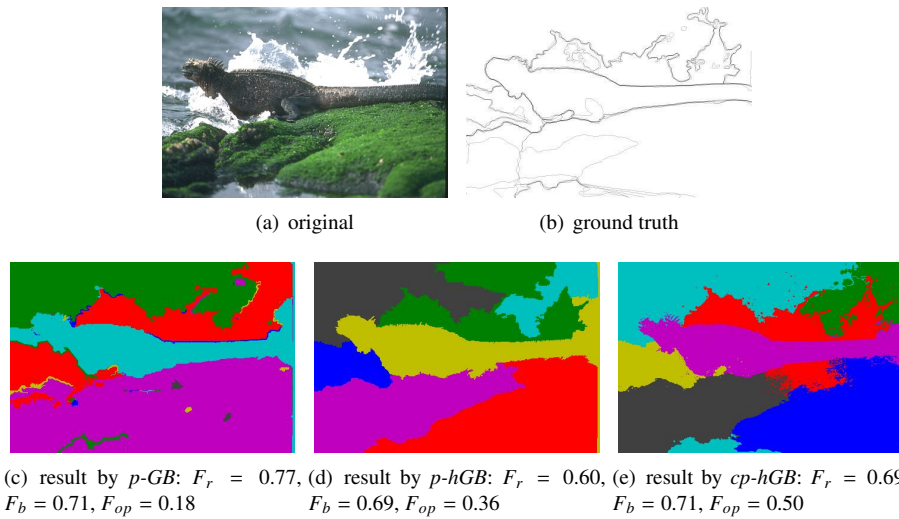 (a) original
(b) ground truth
(c) result by p-GB: F_r = 0.77,
F_b = 0.71, F_op = 0.18
(d) result by p-hGB: F_r = 0.60,
F_b = 0.69, F_op = 0.36
(e) result by cp-hGB: F_r = 0.69
F_b = 0.71, F_op = 0.50